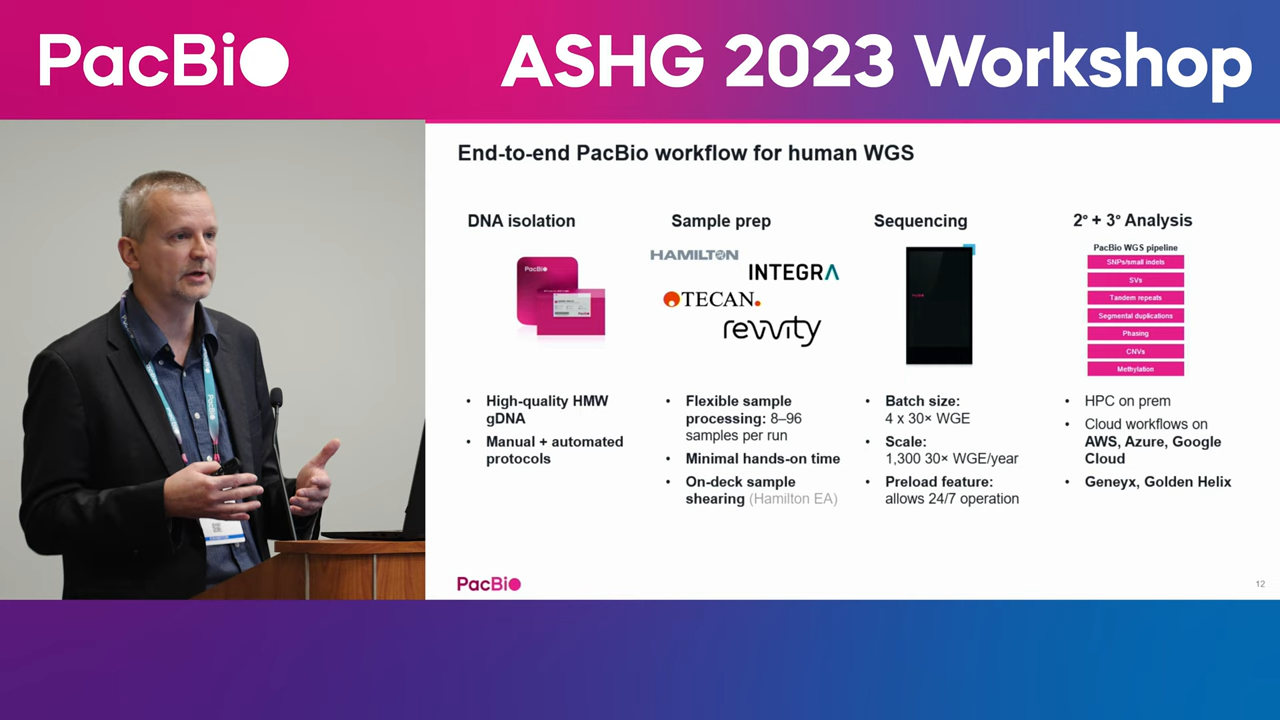 PacBio
ASHG 2023 Workshop
End-to-end PacBio workflow for human WGS
DNA isolation
PacBio
• High-quality HMW
gDNA
• Manual + automated
protocols
Sample prep
HAMILTON
INTEGRA
TECAN.
revvity
• Flexible sample
processing: 8–96
samples per run
• Minimal hands-on time
• On-deck sample
shearing (Hamilton EA)
Sequencing
• Batch size:
4 x 30× WGE
• Scale:
1,300 30× WGE/year
• Preload feature:
allows 24/7 operation
2° + 3° Analysis
PacBio WGS pipeline
SNPs/small indels
SVs
Tandem repeats
Segmental duplications
Phasing
CNVs
Methylation
• HPC on prem
• Cloud workflows on
AWS, Azure, Google
Cloud
• Geneyx, Golden Helix
PacBio
12